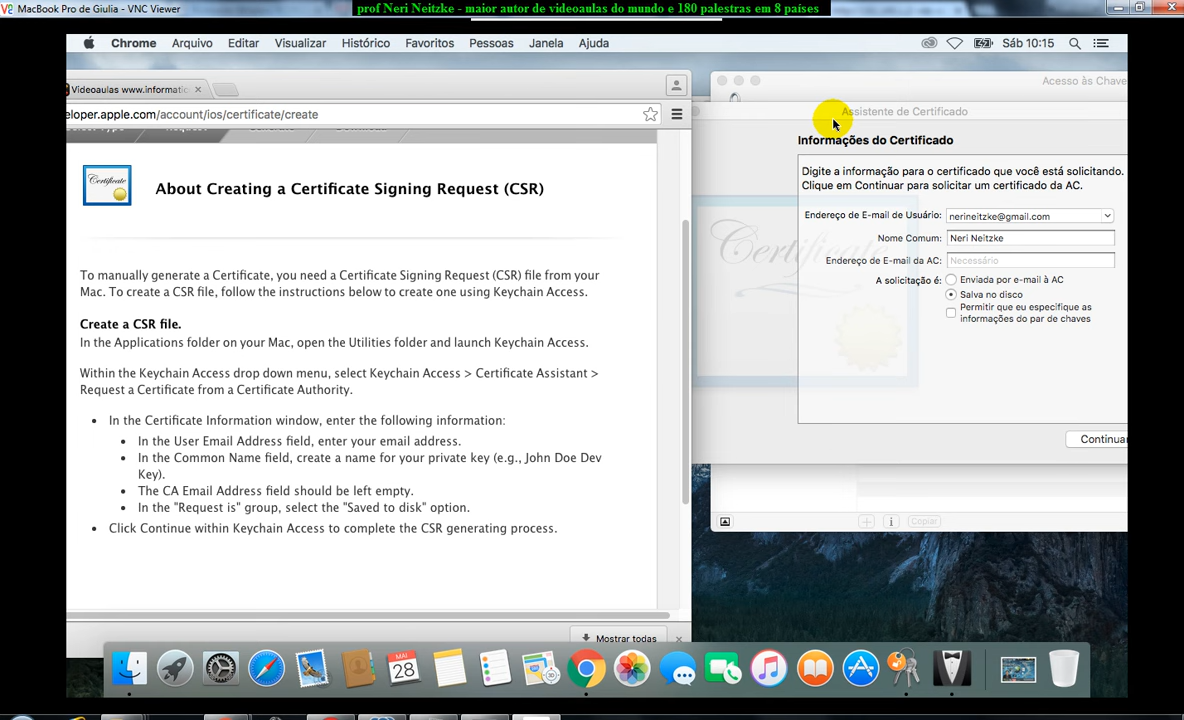 MacBook Pro de Giulia - VNC Viewer
prof Neri Neitzke - maior autor de videoaulas do mundo e 180 palestras em 8 países
Chrome Arquivo Editar Visualizar Histórico Favoritos Pessoas Janela Ajuda
Sáb 10:15
Videoaulas www.informatic
eloper.apple.com/account/ios/certificate/create
About Creating a Certificate Signing Request (CSR)
To manually generate a Certificate, you need a Certificate Signing Request (CSR) file from your
Mac. To create a CSR file, follow the instructions below to create one using Keychain Access.
Create a CSR file.
In the Applications folder on your Mac, open the Utilities folder and launch Keychain Access.
Within the Keychain Access drop down menu, select Keychain Access > Certificate Assistant >
Request a Certificate from a Certificate Authority.
• In the Certificate Information window, enter the following information:
• In the User Email Address field, enter your email address.
• In the Common Name field, create a name for your private key (e.g., John Doe Dev
Key).
• The CA Email Address field should be left empty.
• In the "Request is" group, select the "Saved to disk" option.
• Click Continue within Keychain Access to complete the CSR generating process.
Mostrar todas
Acesso às Chave
Assistente de Certificado
Informações do Certificado
Digite a informação para o certificado que você está solicitando.
Clique em Continuar para solicitar um certificado da AC.
Endereço de E-mail de Usuário: nerineitzke@gmail.com
Nome Comum: Neri Neitzke
Endereço de E-mail da AC: Necessário
A solicitação é: Enviada por e-mail à AC
Salva no disco
Permitir que eu especifique as
informações do par de chaves
Continua
Certificate
Copiar
MAI
28